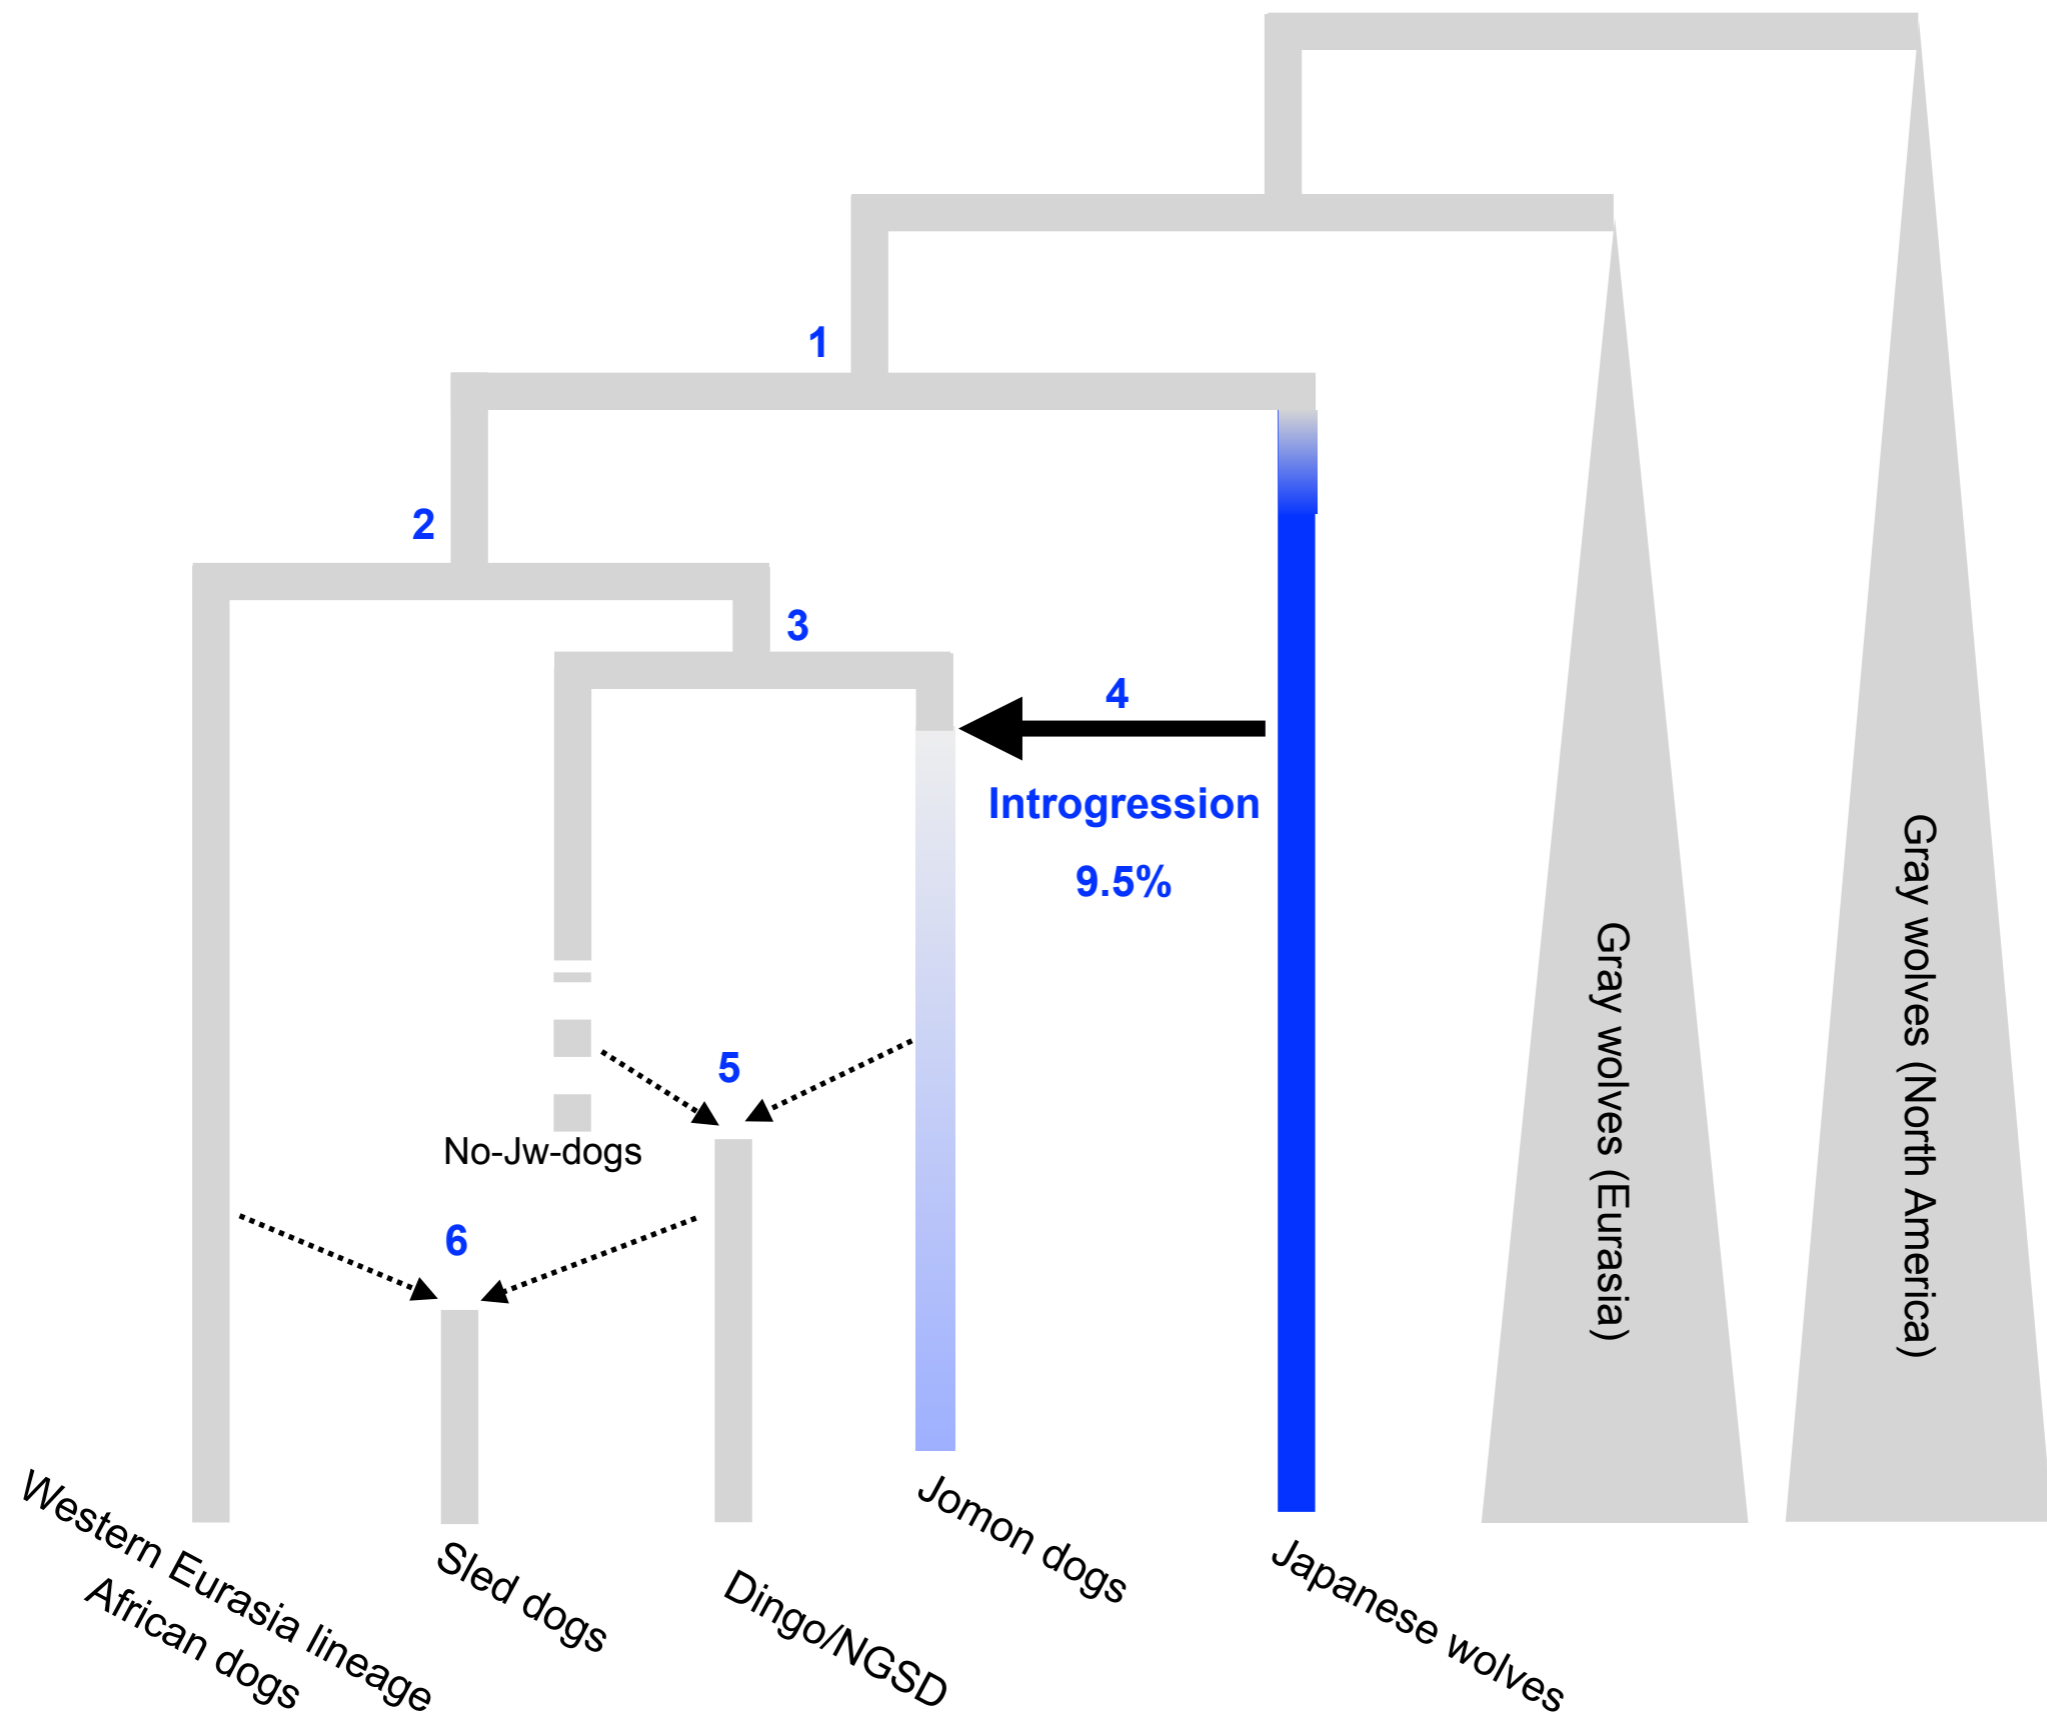 1
2
3
4
Introgression
9.5%
Gray wolves (Eurasia)
Gray wolves (North America)
5
No-Jw-dogs
6
Western Eurasia lineage
African dogs
Sled dogs
Dingo/NGSD
Jomon dogs
Japanese wolves